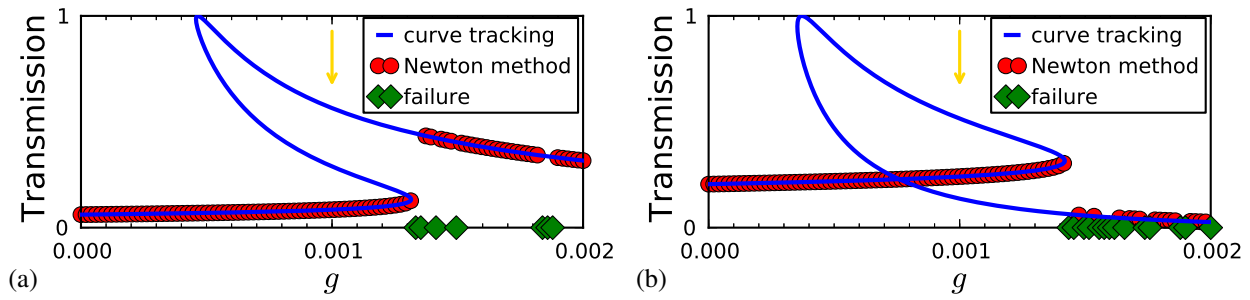 Transmission
1
0
0.000
0.001
0.002
g
curve tracking
Newton method
failure
(a)
Transmission
1
0
0.000
0.001
0.002
g
curve tracking
Newton method
failure
(b)